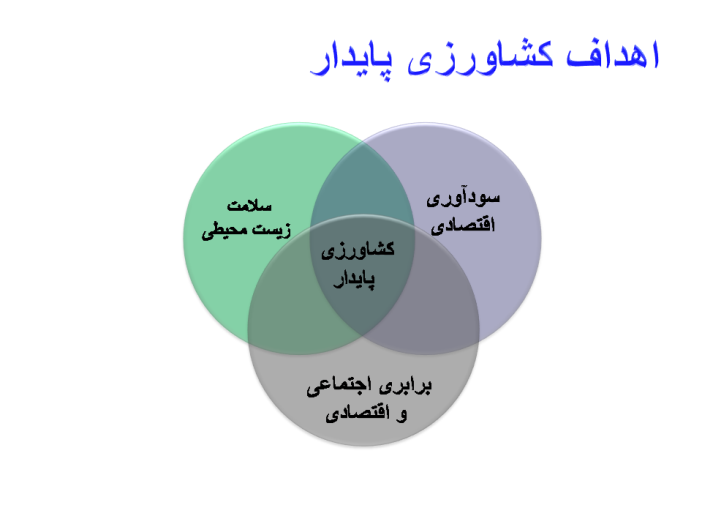 اهداف کشاورزی پایدار
سودآوری
اقتصادی
سلامت
زیست محیطی
کشاورزی
پایدار
برابری اجتماعی
و اقتصادی